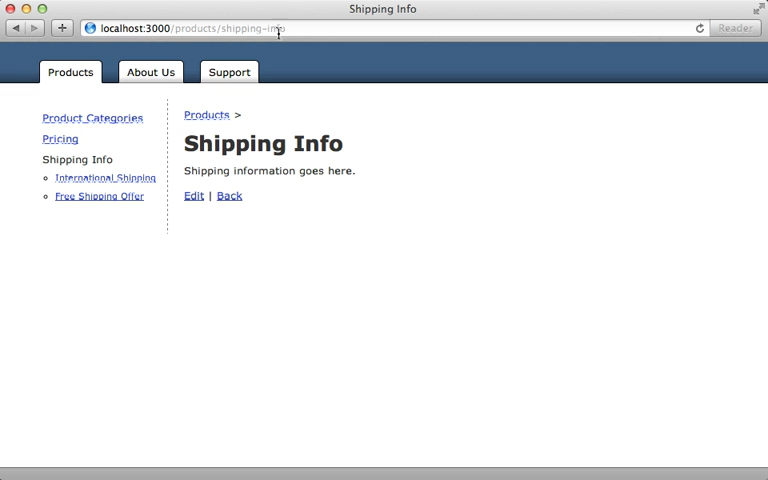 Shipping Info
localhost:3000/products/shipping-info
Reader
Products
About Us
Support
Product Categories
Pricing
Shipping Info
International Shipping
Free Shipping Offer
Products >
Shipping Info
Shipping information goes here.
Edit | Back